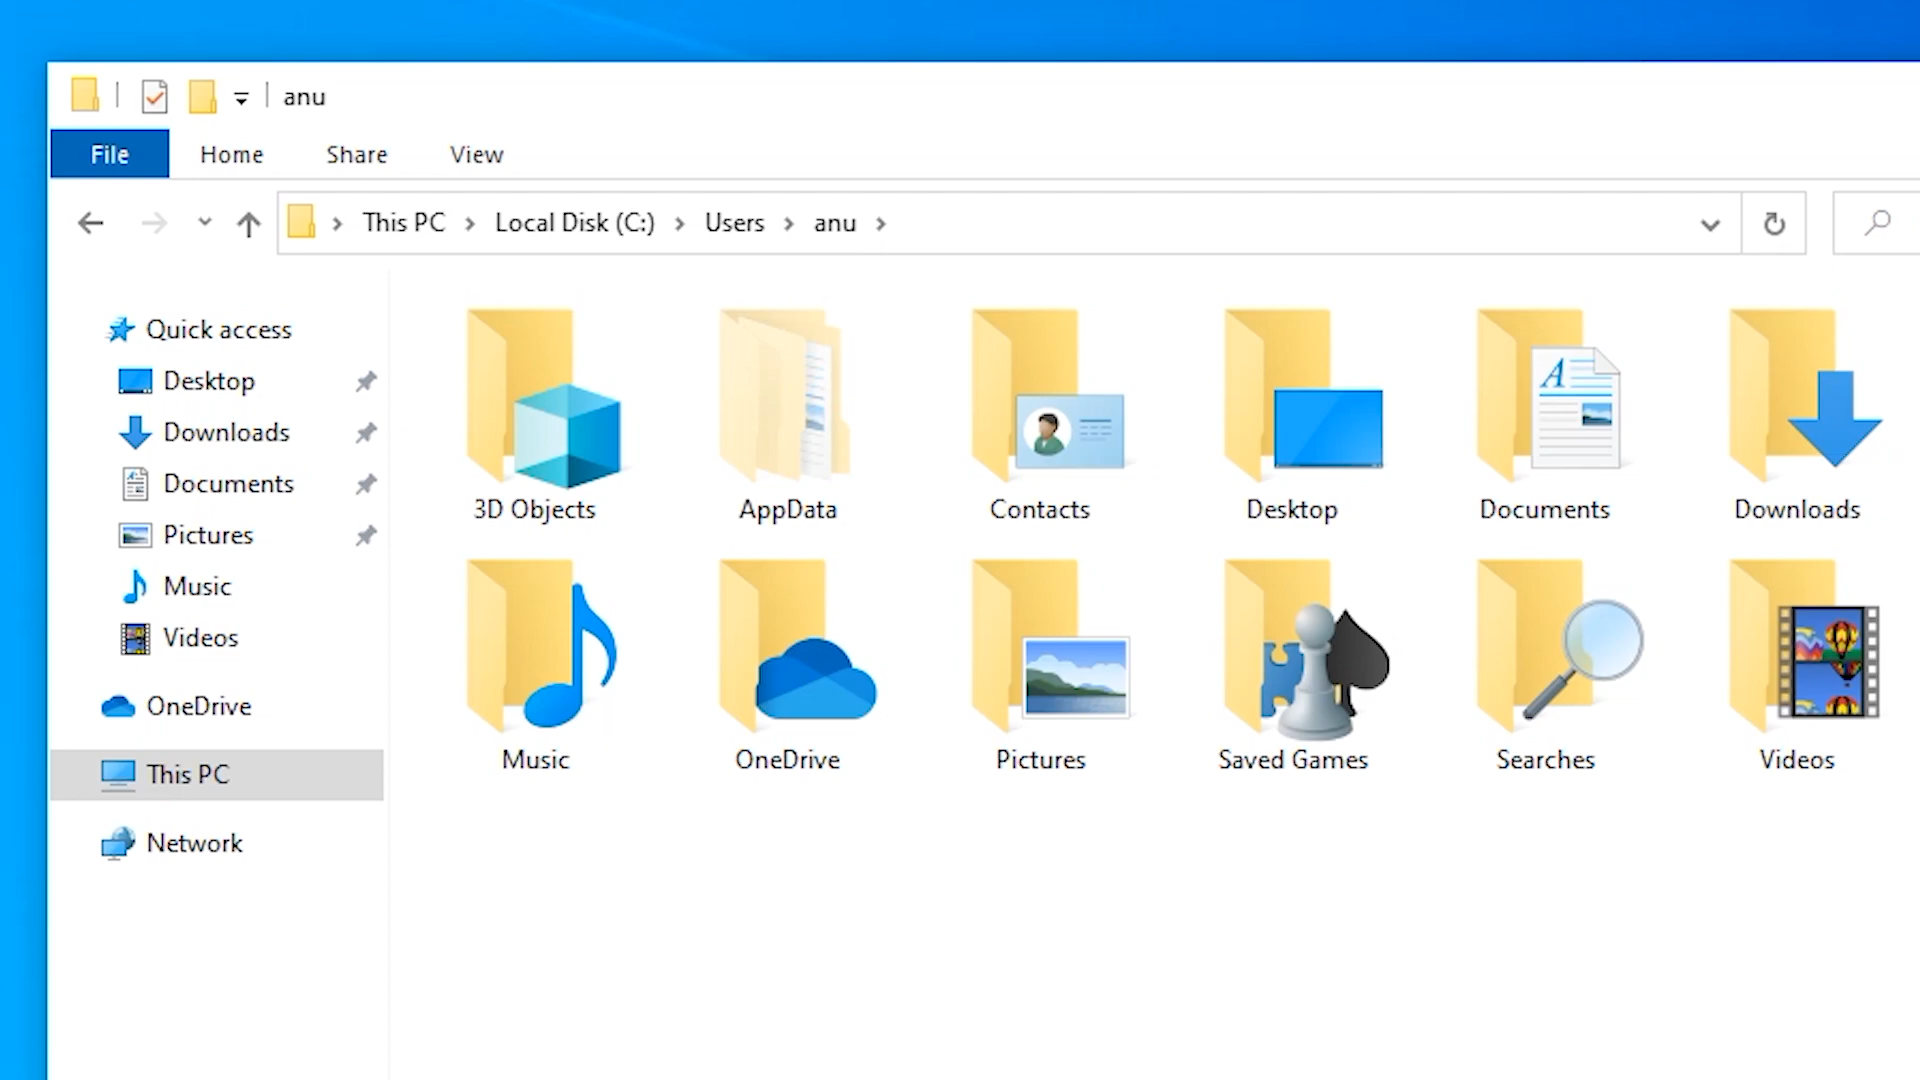 anu
File Home Share View
This PC Local Disk (C:) Users anu
Quick access
Desktop
Downloads
Documents
Pictures
Music
Videos
OneDrive
This PC
Network
3D Objects AppData Contacts Desktop Documents Downloads
Music OneDrive Pictures Saved Games Searches Videos